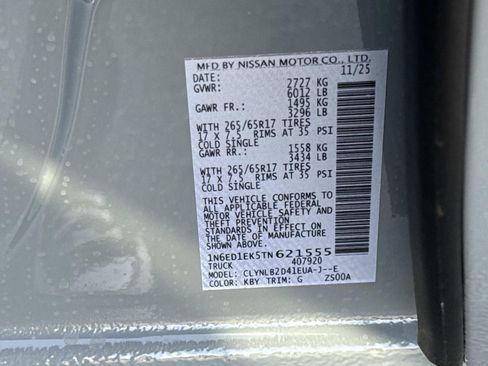 MFD BY NISSAN MOTOR CO., LTD.
DATE: 11/25
GVWR: 2727 KG
6012 LB
GAWR FR.: 1495 KG
3296 LB
WITH 265/65R17 TIRES
17 X 7.5 RIMS AT 35 PSI
COLD SINGLE
GAWR RR.: 1558 KG
3434 LB
WITH 265/65R17 TIRES
17 X 7.5 RIMS AT 35 PSI
COLD SINGLE
THIS VEHICLE CONFORMS TO ALL
APPLICABLE FEDERAL
MOTOR VEHICLE SAFETY AND
THEFT PREVENTION
STANDARDS IN EFFECT ON THE
DATE OF MANUFACTURE
SHOWN ABOVE.
1N6ED1EK5TN621555
TRUCK 407920
MODEL: CLYNLB2D41EUA-J--E
COLOR: KBY TRIM: G ZS00A